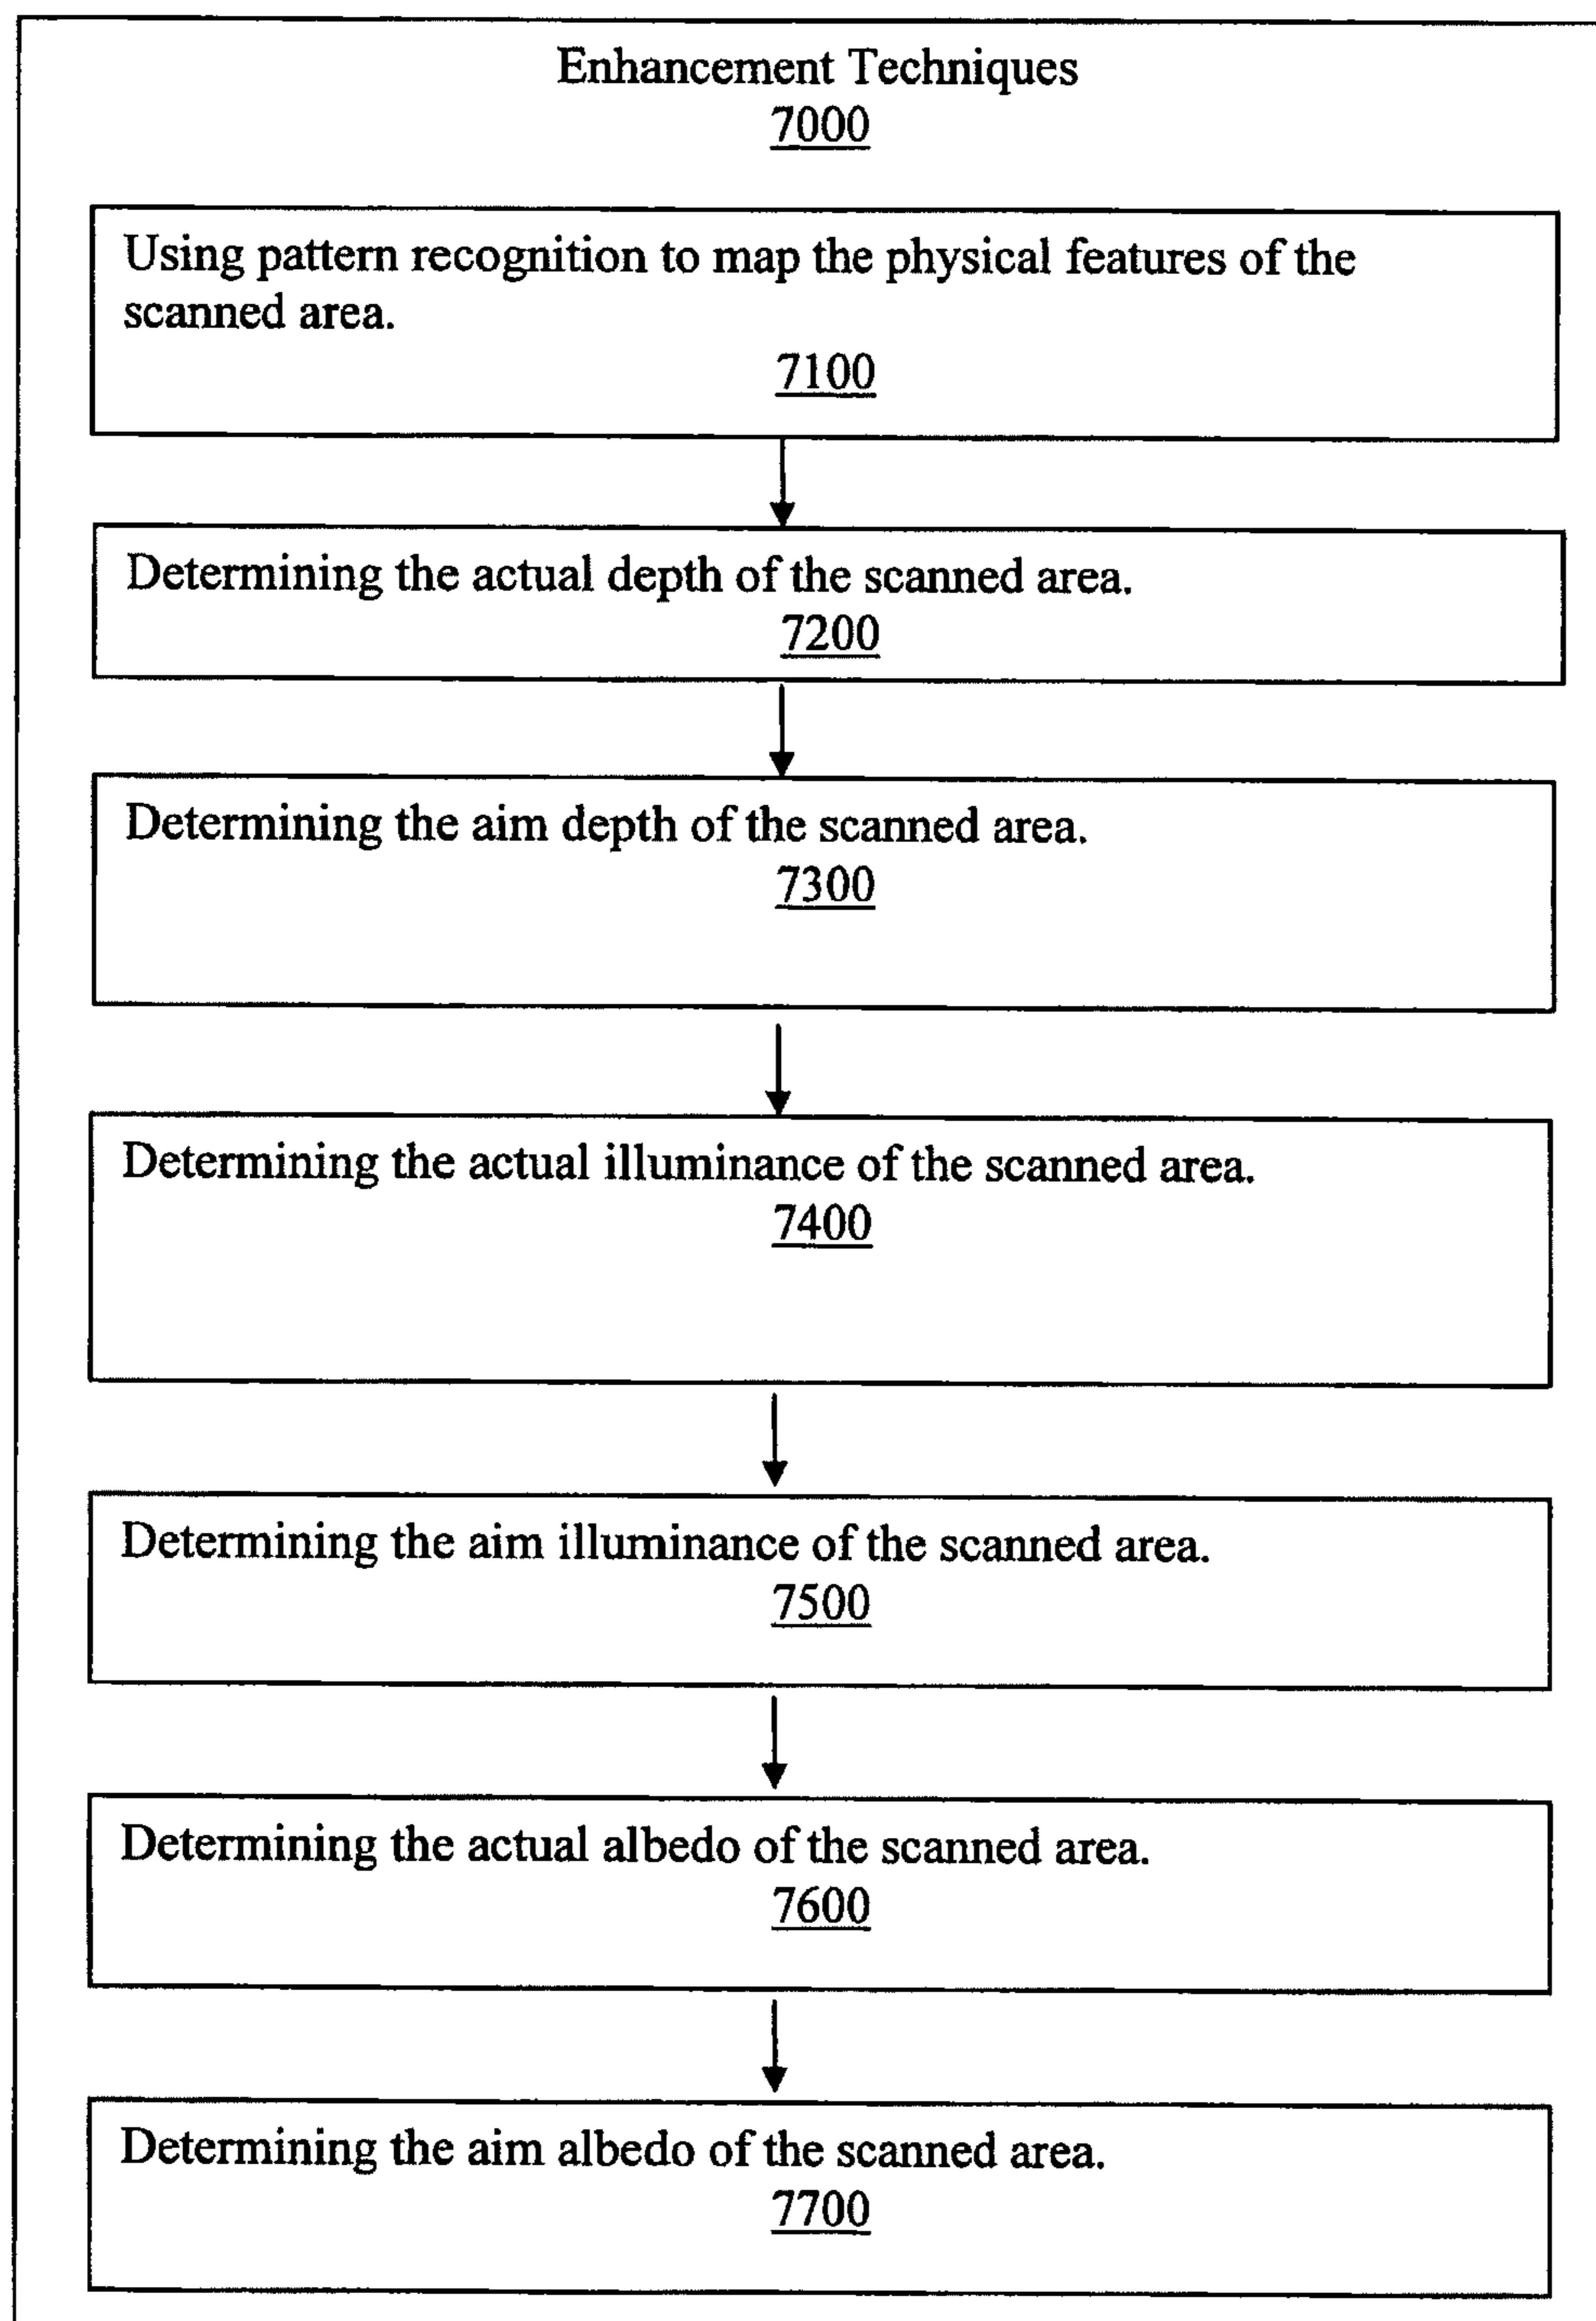 Enhancement Techniques
7000
Using pattern recognition to map the physical features of the
scanned area.
7100
Determining the actual depth of the scanned area.
7200
Determining the aim depth of the scanned area.
7300
Determining the actual illuminance of the scanned area.
7400
Determining the aim illuminance of the scanned area.
7500
Determining the actual albedo of the scanned area.
7600
Determining the aim albedo of the scanned area.
7700